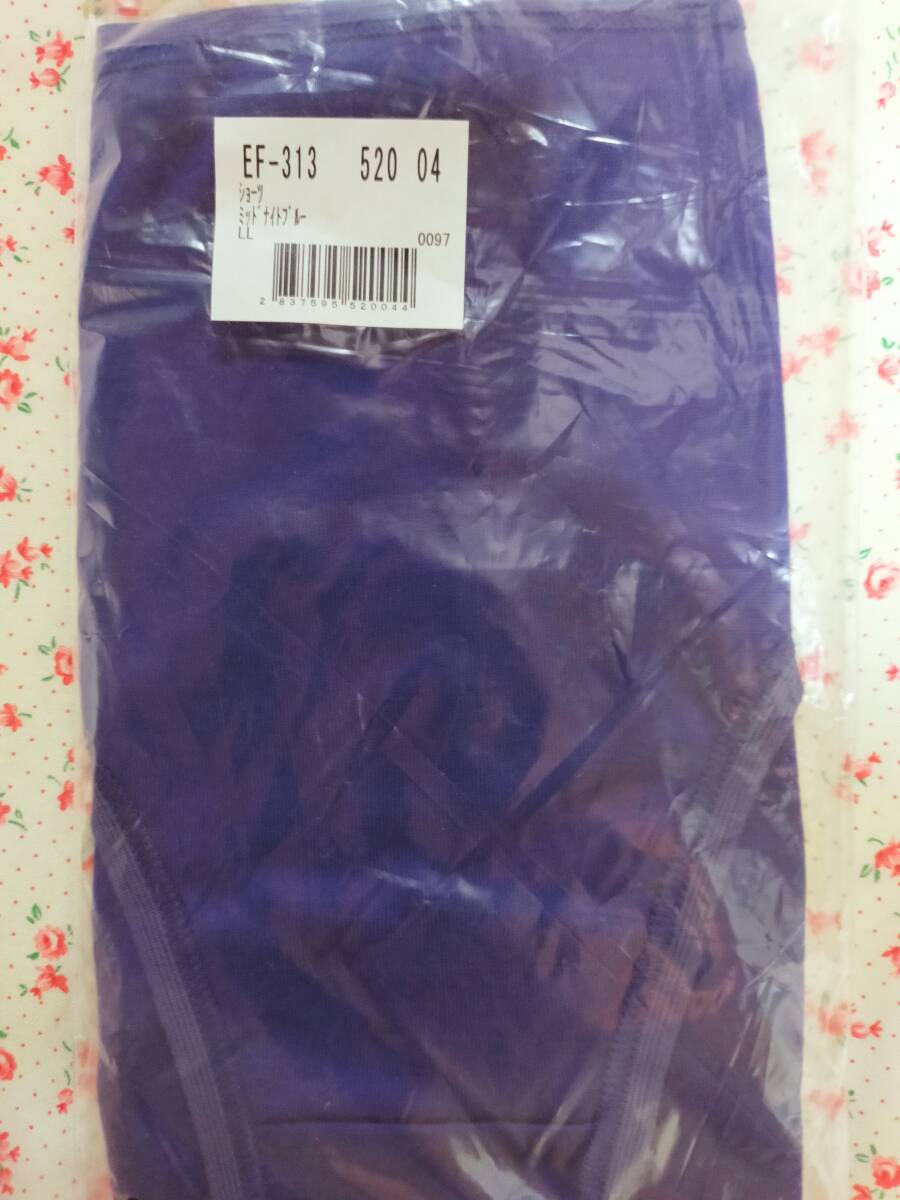 EF-313 520 04
ｼｮｰﾂ
ﾐｯﾄﾞﾅｲﾄﾌﾞﾙｰ
LL 0097
2 837595 520044